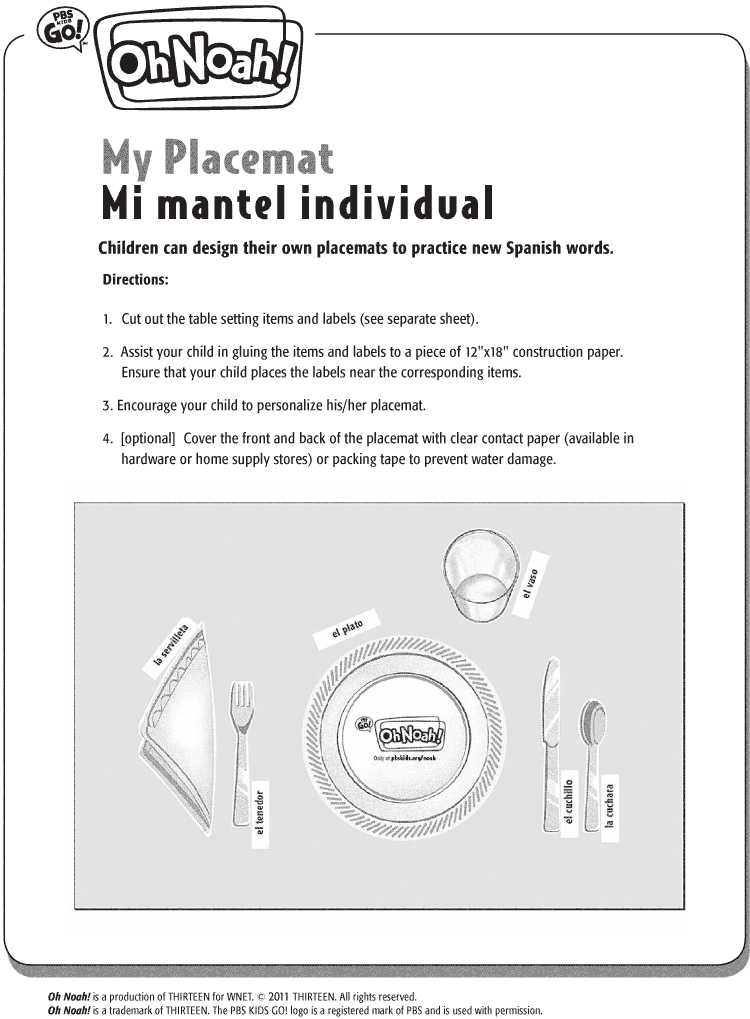 PBS
KIDS
GO!
Oh Noah!
My Placemat
Mi mantel individual
Children can design their own placemats to practice new Spanish words.
Directions:
1. Cut out the table setting items and labels (see separate sheet).
2. Assist your child in gluing the items and labels to a piece of 12"x18" construction paper.
Ensure that your child places the labels near the corresponding items.
3. Encourage your child to personalize his/her placemat.
4. [optional] Cover the front and back of the placemat with clear contact paper (available in
hardware or home supply stores) or packing tape to prevent water damage.
el vaso
la servilleta
el plato
PBS
KIDS
GO!
Oh Noah!
Only at pbskids.org/noah
el tenedor
el cuchillo
la cuchara
Oh Noah! is a production of THIRTEEN for WNET. © 2011 THIRTEEN. All rights reserved.
Oh Noah! is a trademark of THIRTEEN. The PBS KIDS GO! logo is a registered mark of PBS and is used with permission.